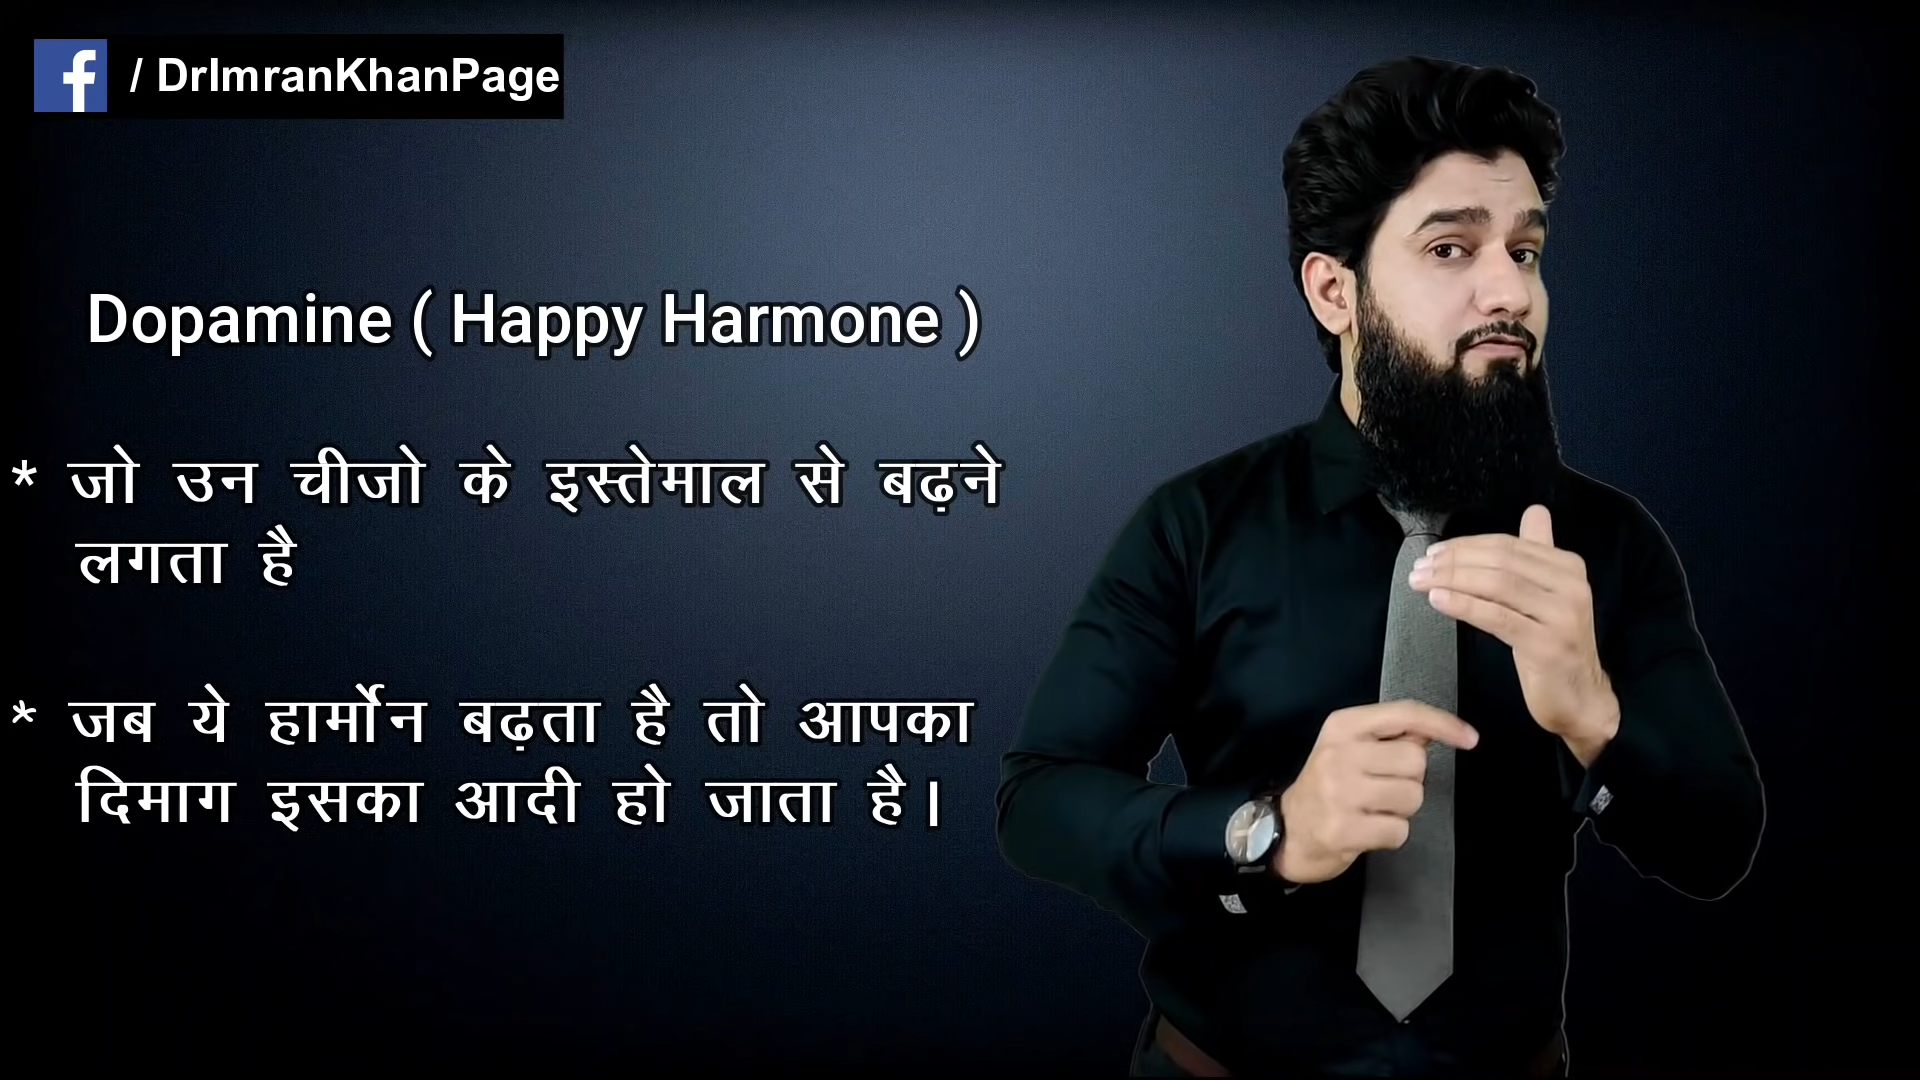 / DrImranKhanPage
Dopamine ( Happy Harmone )
* जो उन चीजो के इस्तेमाल से बढ़ने
लगता है
* जब ये हार्मोन बढ़ता है तो आपका
दिमाग इसका आदी हो जाता है।